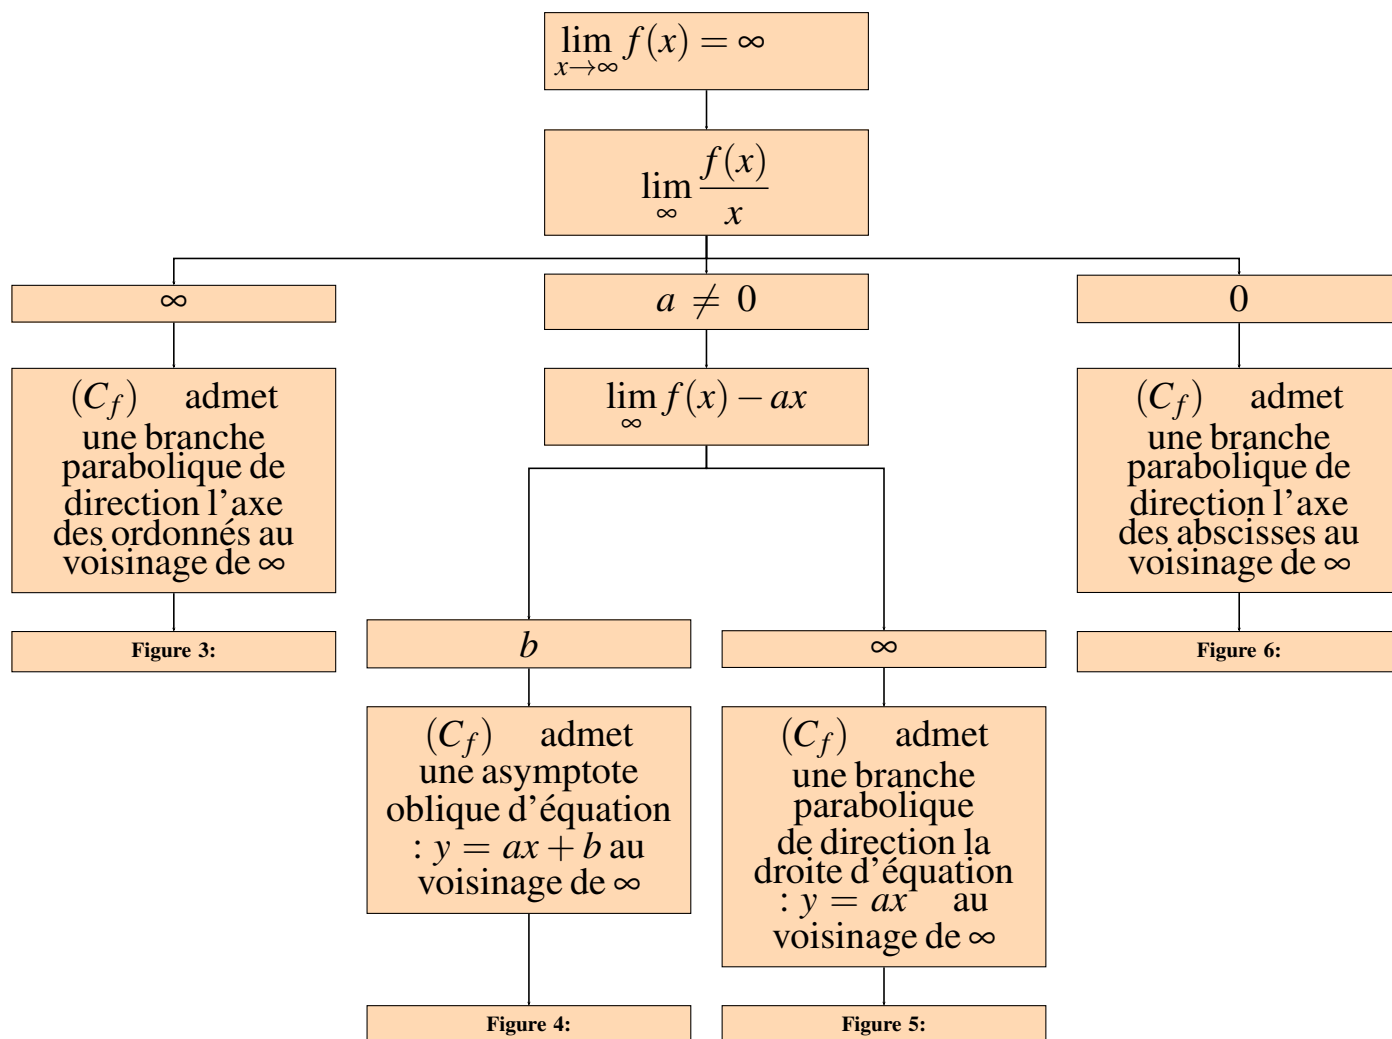 lim f(x) = ∞
x→∞
lim f(x)/x
∞
∞
a ≠ 0
0
(C_f) admet
une branche
parabolique de
direction l'axe
des ordonnés au
voisinage de ∞
Figure 3:
lim f(x) − ax
∞
(C_f) admet
une branche
parabolique de
direction l'axe
des abscisses au
voisinage de ∞
Figure 6:
b
(C_f) admet
une asymptote
oblique d'équation
: y = ax + b au
voisinage de ∞
Figure 4:
∞
(C_f) admet
une branche
parabolique
de direction la
droite d'équation
: y = ax au
voisinage de ∞
Figure 5: